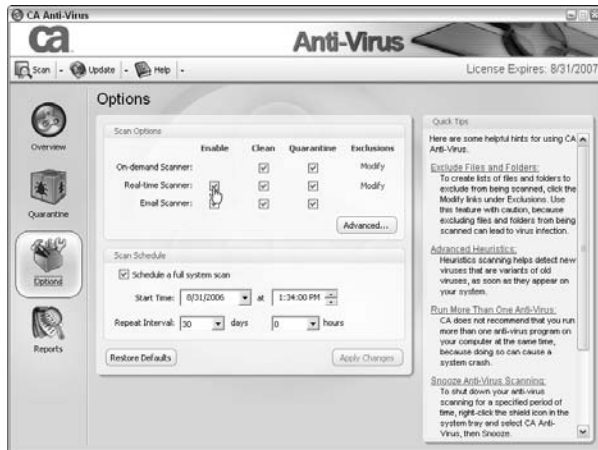 CA Anti-Virus
ca
Anti-Virus
Scan
Update
Help
License Expires: 8/31/2007
Overview
Quarantine
Options
Reports
Options
Scan Options
Enable Clean Quarantine Exclusions
On-demand Scanner: Modify
Real-time Scanner: Modify
Email Scanner:
Advanced...
Scan Schedule
Schedule a full system scan
Start Time: 8/31/2006 at 1:34:00 PM
Repeat Interval: 30 days 0 hours
Restore Defaults
Apply Changes
Quick Tips
Here are some helpful hints for using CA
Anti-Virus.
Exclude Files and Folders:
To create lists of files and folders to
exclude from being scanned, click the
Modify links under Exclusions. Use
this feature with caution, because
excluding files and folders from being
scanned can lead to virus infection.
Advanced Heuristics:
Heuristics scanning helps detect new
viruses that are variants of old
viruses, as soon as they appear on
your system.
Run More Than One Anti-Virus:
CA does not recommend that you run
more than one anti-virus program on
your computer at the same time,
because doing so can cause a
system crash.
Snooze Anti-Virus Scanning:
To shut down your anti-virus
scanning for a specified period of
time, right-click the shield icon in the
system tray and select CA Anti-
Virus, then Snooze.